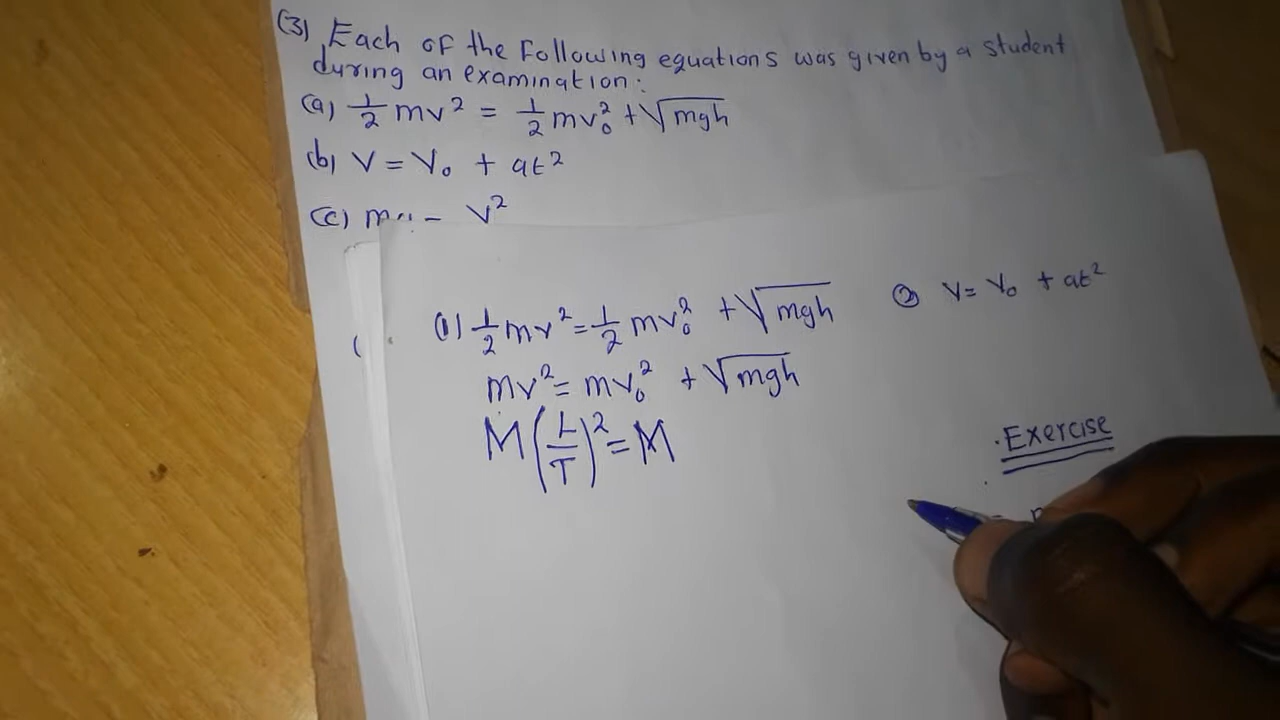 (3) Each of the following equations was given by a student
during an examination:
(a) 1/2 mv² = 1/2 mv₀² + √mgh
(b) V = V₀ + at²
(c) m – V²
(
(1) 1/2 mv² = 1/2 mv₀² + √mgh
mv² = mv₀² + √mgh
M(L/T)² = M
② V = V₀ + at²
Exercise